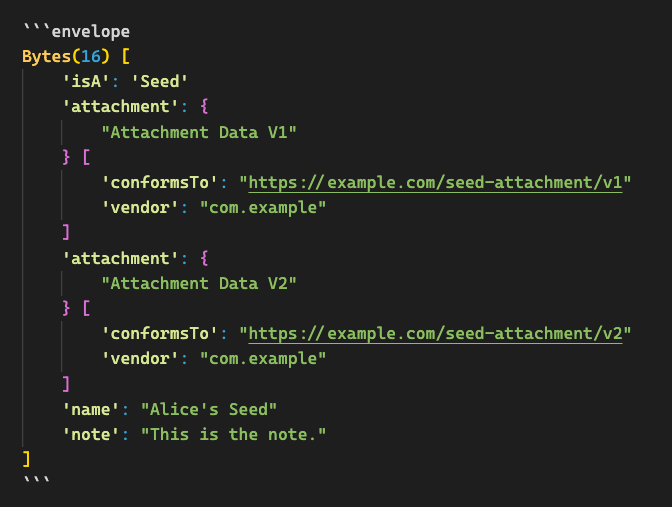 ```envelope
Bytes(16) [
    'isA': 'Seed'
    'attachment': {
        "Attachment Data V1"
    } [
        'conformsTo': "https://example.com/seed-attachment/v1"
        'vendor': "com.example"
    ]
    'attachment': {
        "Attachment Data V2"
    } [
        'conformsTo': "https://example.com/seed-attachment/v2"
        'vendor': "com.example"
    ]
    'name': "Alice's Seed"
    'note': "This is the note."
]
```